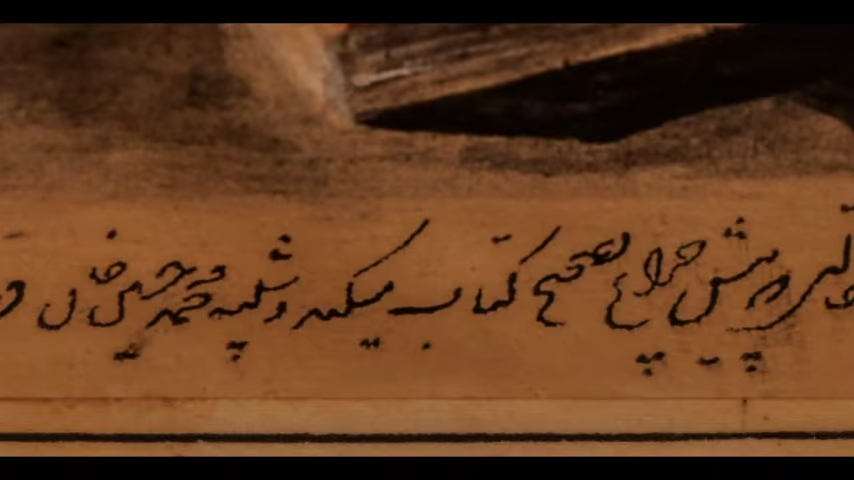 پیش چراغ تصحیح کتاب میکند و شبیه محمد حسین خان